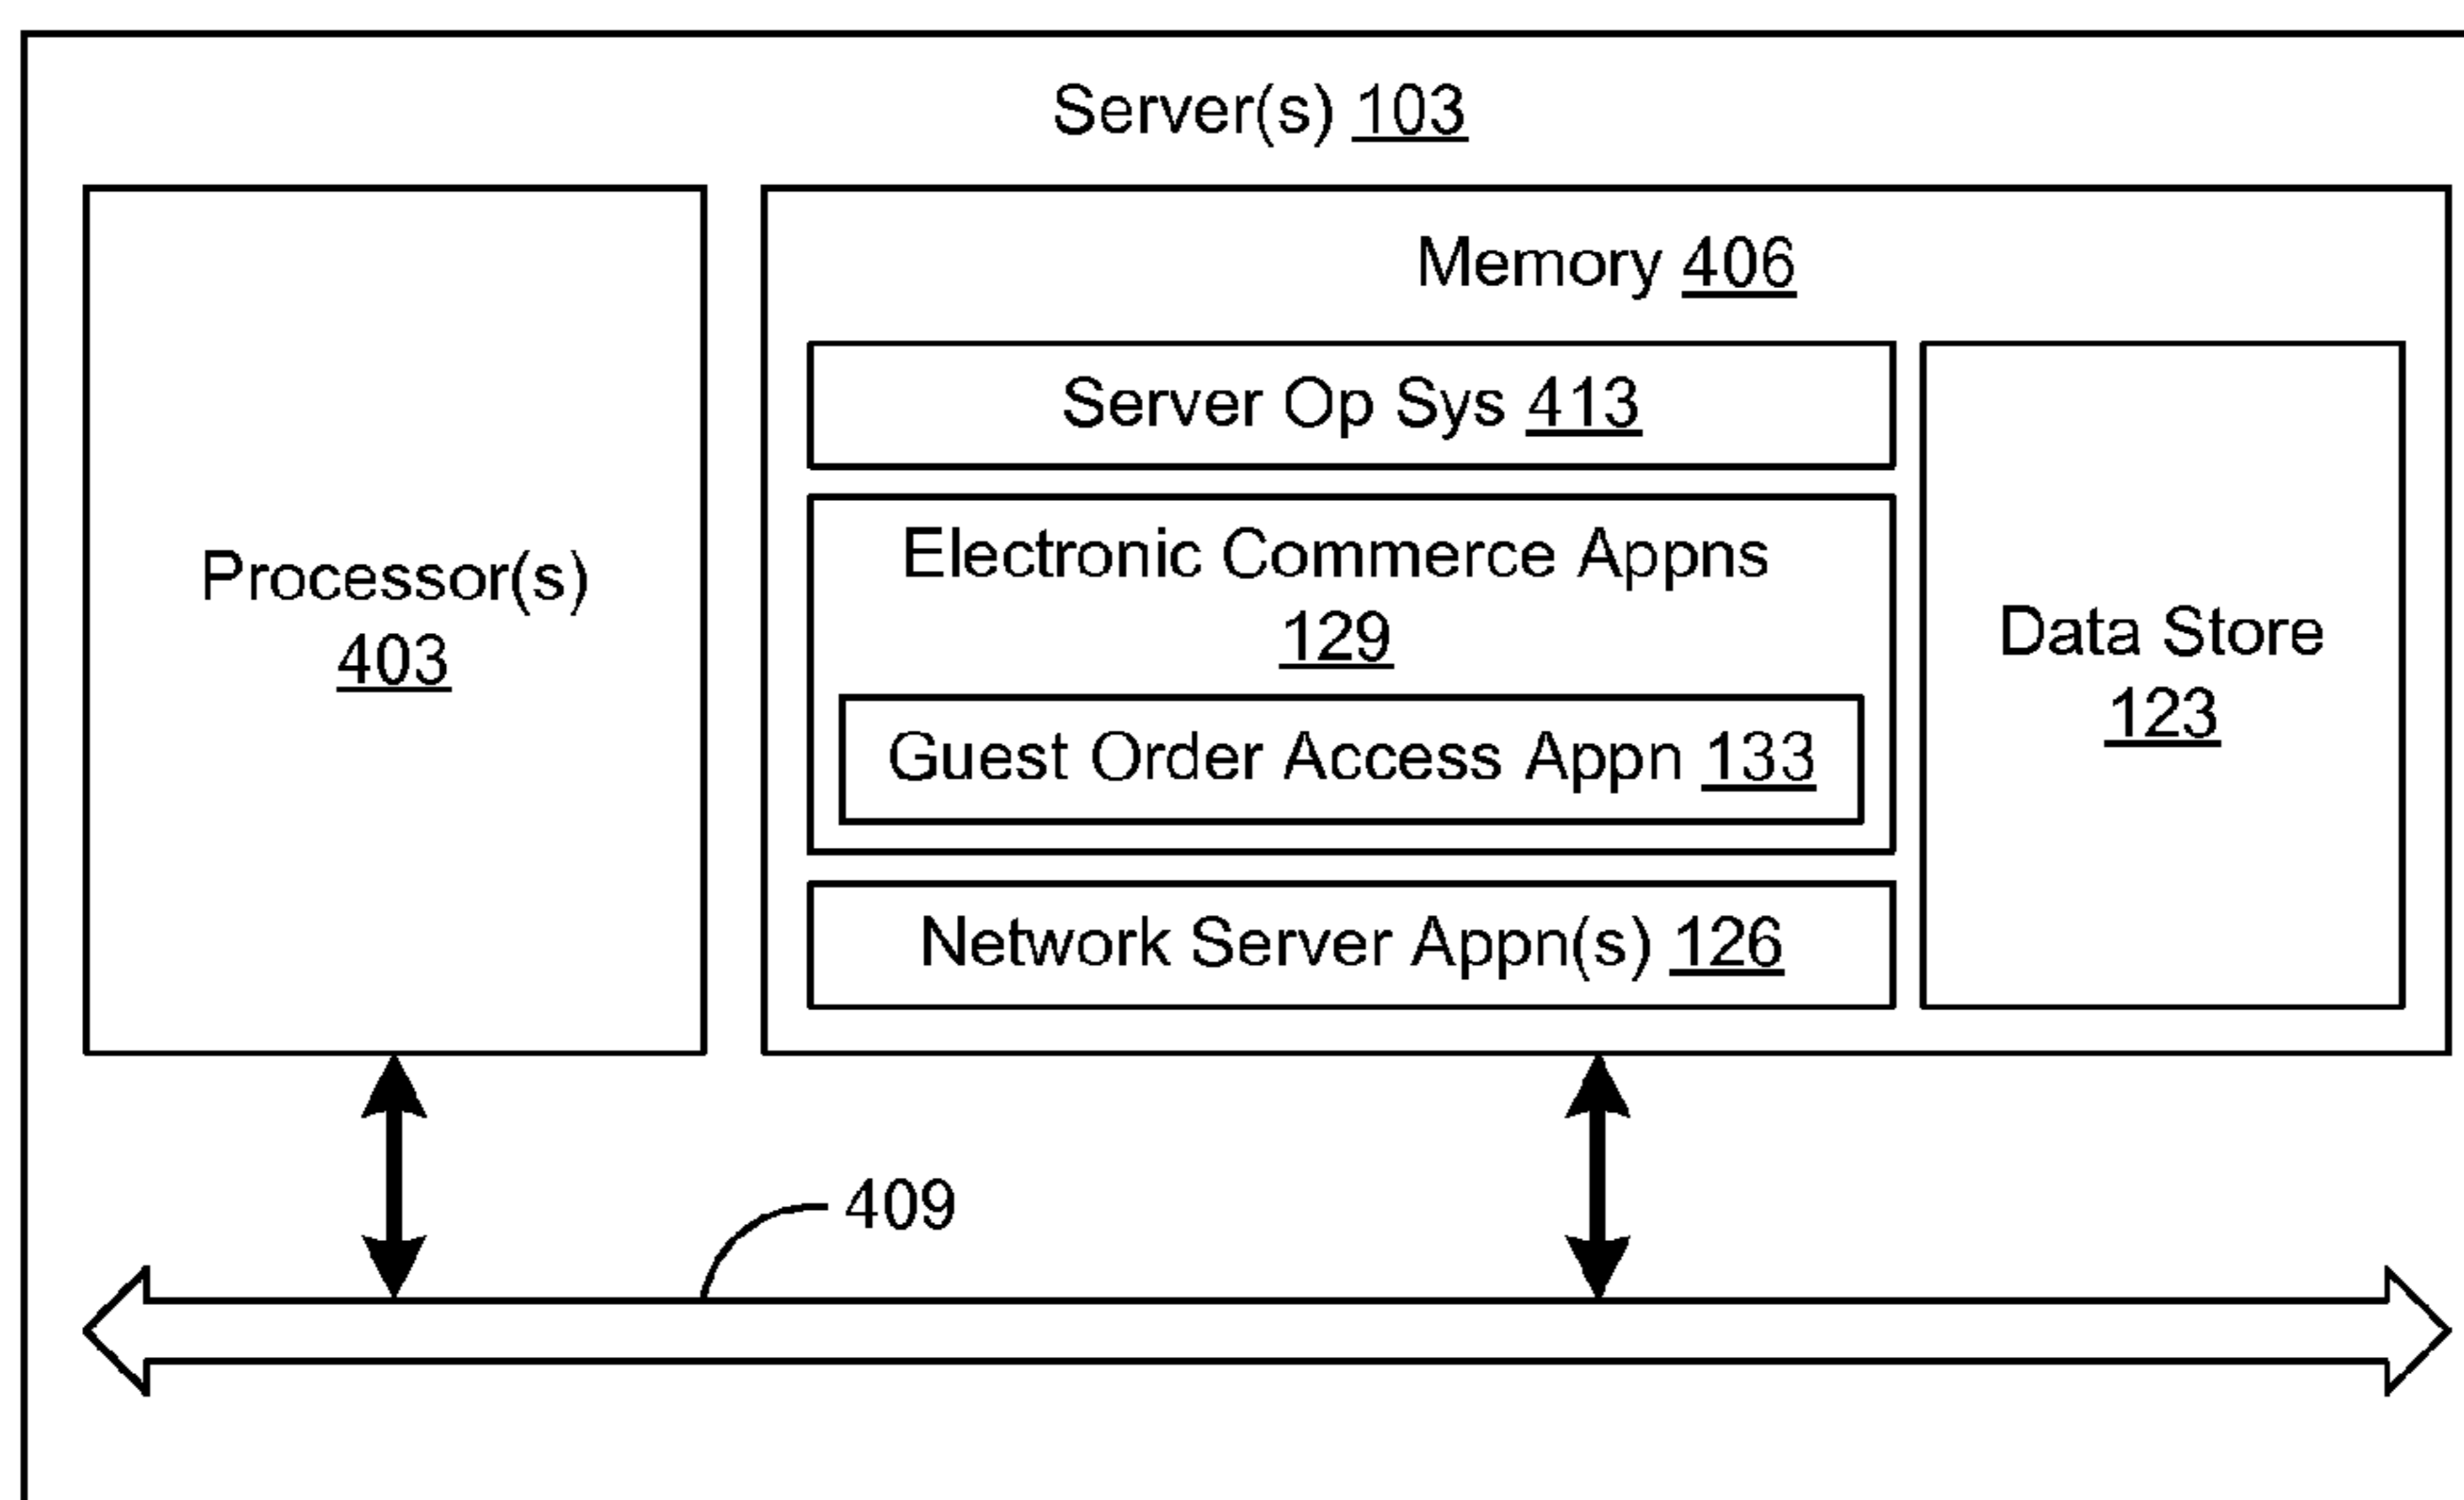 Server(s) 103
Processor(s)
403
Memory 406
Server Op Sys 413
Electronic Commerce Appns
129
Guest Order Access Appn 133
Network Server Appn(s) 126
Data Store
123
409